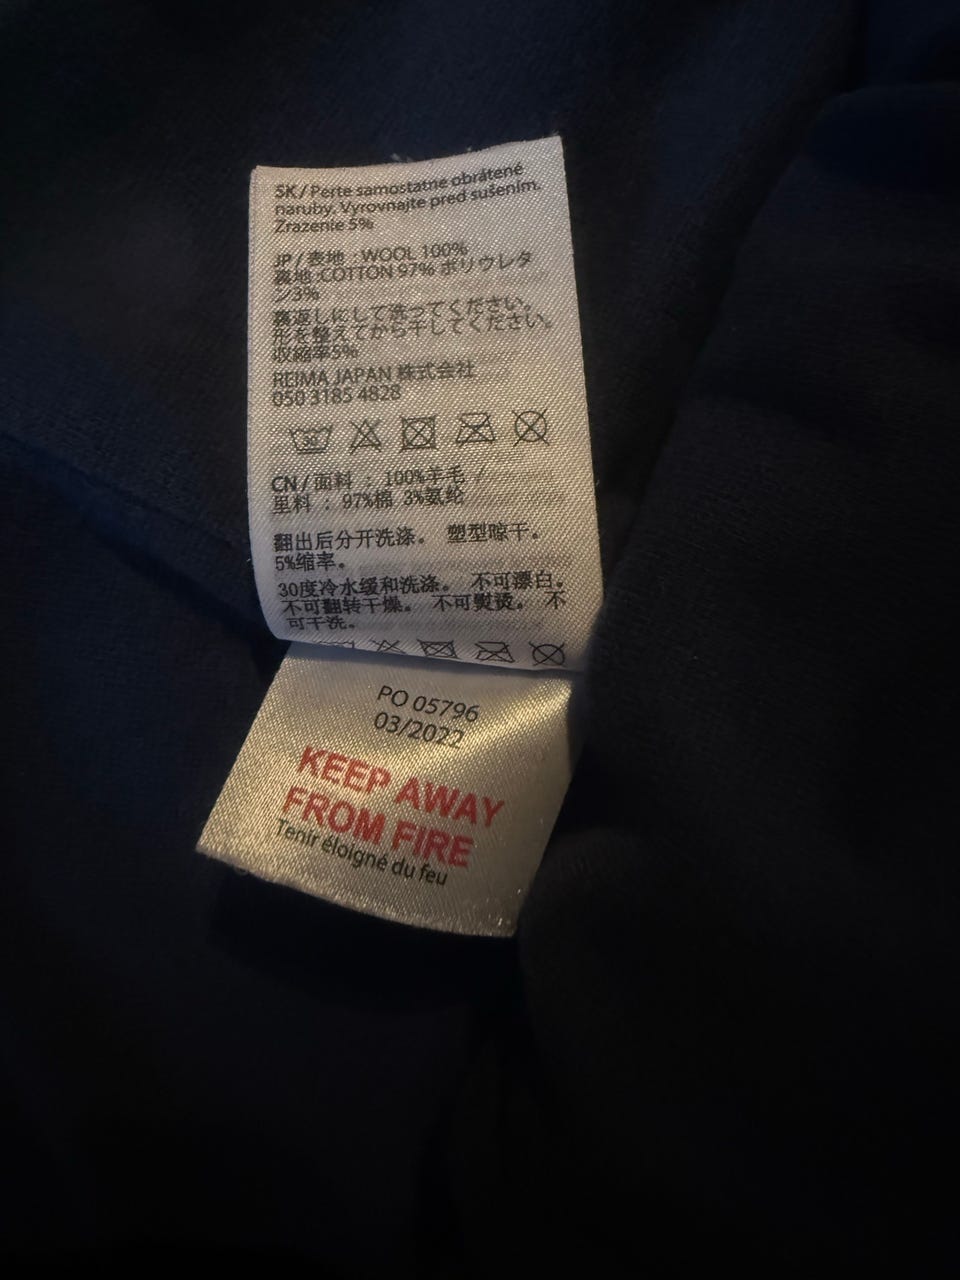 SK / Perte samostatne obrátené
naruby. Vyrovnajte pred sušením.
Zrazenie 5%
JP / 表地 : WOOL 100%
裏地 :COTTON 97% ポリウレタ
ン3%
裏返しにして洗ってください。
形を整えてから干してください。
収縮率5%
REIMA JAPAN 株式会社
050 3185 4828
30
CN / 面料 : 100%羊毛 /
里料 : 97%棉 3%氨纶
翻出后分开洗涤。 塑型晾干。
5%缩率。
30度冷水缓和洗涤。 不可漂白。
不可翻转干燥。 不可熨烫。 不
可干洗。
PO 05796
03/2022
KEEP AWAY
FROM FIRE
Tenir éloigné du feu